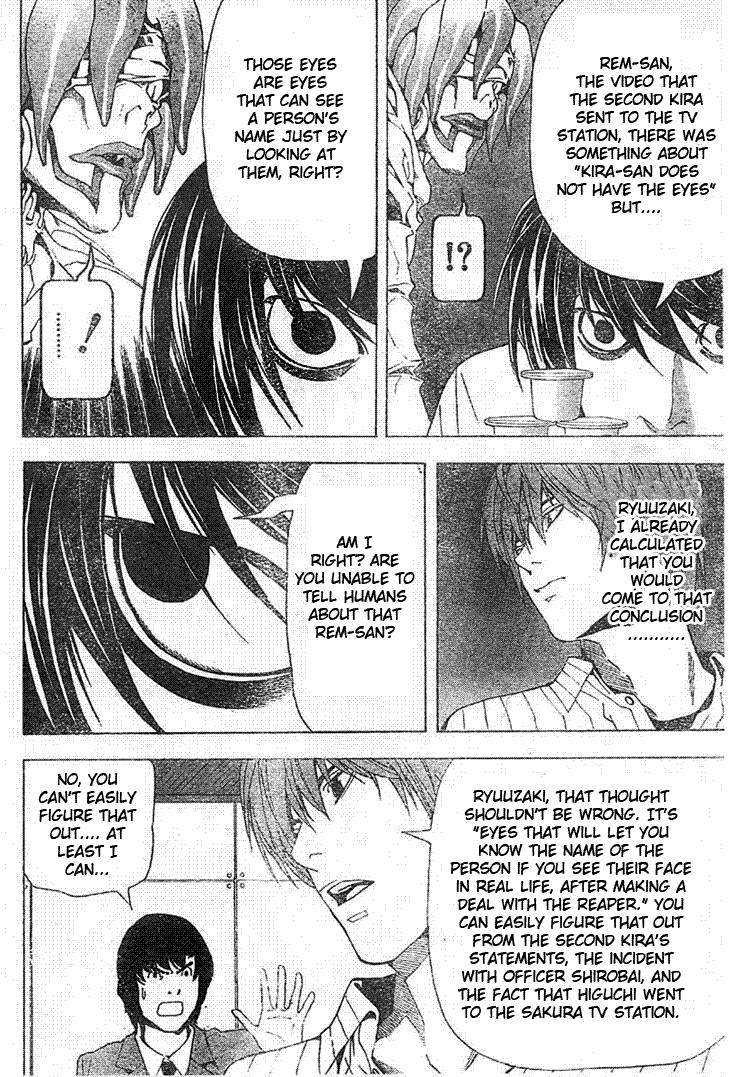 REM-SAN,
THE VIDEO THAT
THE SECOND KIRA
SENT TO THE TV
STATION, THERE WAS
SOMETHING ABOUT
"KIRA-SAN DOES
NOT HAVE THE EYES"
BUT....
!?
THOSE EYES
ARE EYES
THAT CAN SEE
A PERSON'S
NAME JUST BY
LOOKING AT
THEM, RIGHT?
.......!
RYUUZAKI,
I ALREADY
CALCULATED
THAT YOU
WOULD
COME TO THAT
CONCLUSION
...........
AM I
RIGHT? ARE
YOU UNABLE TO
TELL HUMANS
ABOUT THAT
REM-SAN?
RYUUZAKI, THAT THOUGHT
SHOULDN'T BE WRONG. IT'S
"EYES THAT WILL LET YOU
KNOW THE NAME OF THE
PERSON IF YOU SEE THEIR FACE
IN REAL LIFE, AFTER MAKING A
DEAL WITH THE REAPER." YOU
CAN EASILY FIGURE THAT OUT
FROM THE SECOND KIRA'S
STATEMENTS, THE INCIDENT
WITH OFFICER SHIROBAI, AND
THE FACT THAT HIGUCHI WENT
TO THE SAKURA TV STATION.
NO, YOU
CAN'T EASILY
FIGURE THAT
OUT.... AT
LEAST I
CAN...